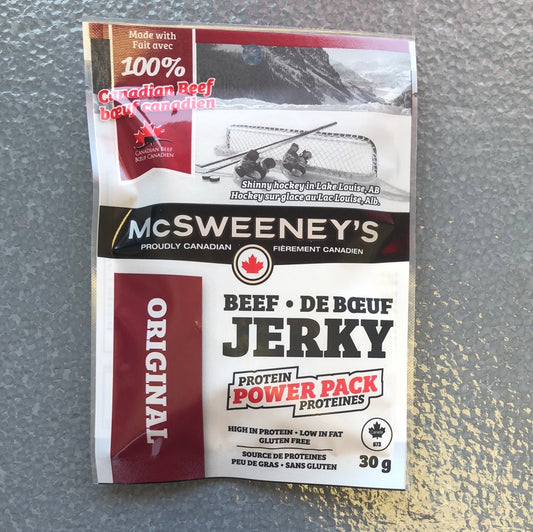 Made with
Fait avec
100%
Canadian Beef
bœuf canadien
CANADIAN BEEF
BŒUF CANADIEN
Shinny hockey in Lake Louise, AB
Hockey sur glace au Lac Louise, Alb.
McSWEENEY'S
PROUDLY CANADIAN
FIÈREMENT CANADIEN
ORIGINAL
BEEF • DE BŒUF
JERKY
PROTEIN
POWER PACK
PROTÉINES
HIGH IN PROTEIN • LOW IN FAT
GLUTEN FREE
SOURCE DE PROTÉINES
PEU DE GRAS • SANS GLUTEN
673
30 g